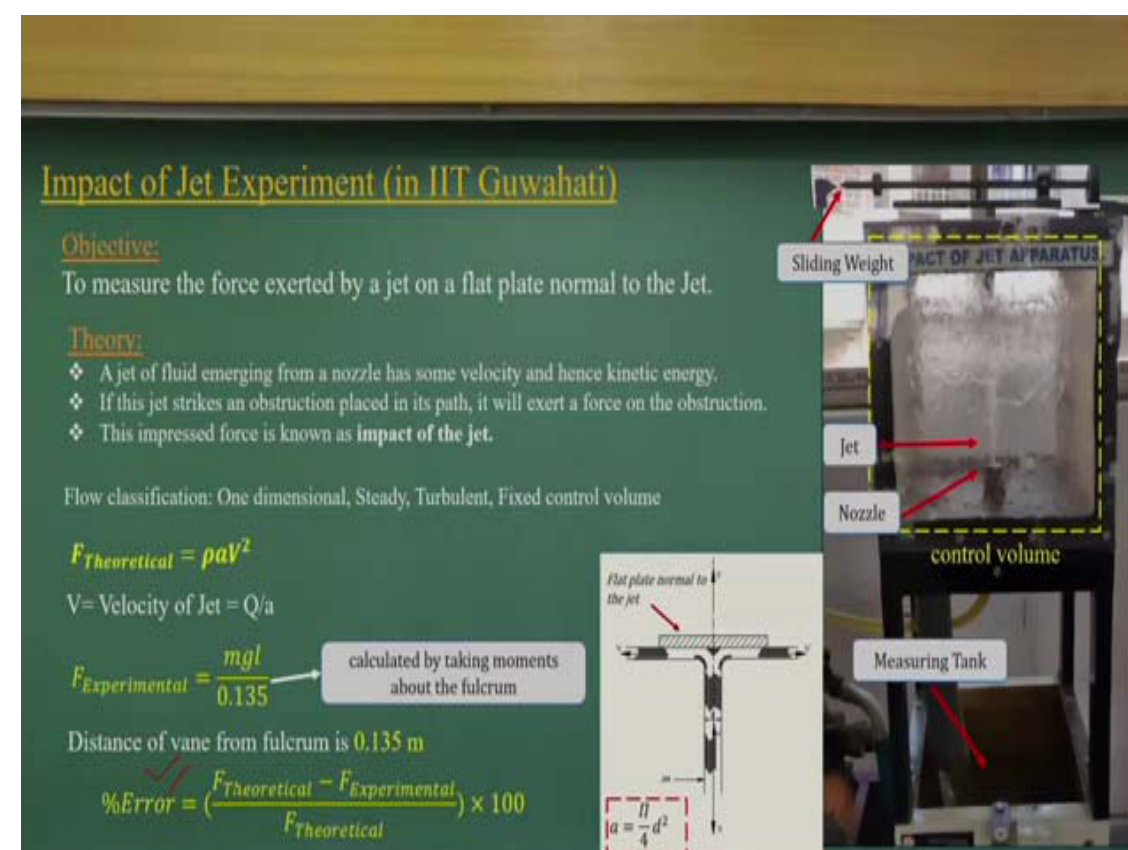 Impact of Jet Experiment (in IIT Guwahati)
Objective:
To measure the force exerted by a jet on a flat plate normal to the Jet.
Theory:
❖ A jet of fluid emerging from a nozzle has some velocity and hence kinetic energy.
❖ If this jet strikes an obstruction placed in its path, it will exert a force on the obstruction.
❖ This impressed force is known as impact of the jet.
Flow classification: One dimensional, Steady, Turbulent, Fixed control volume
F_Theoretical = ρaV²
V= Velocity of Jet = Q/a
F_Experimental = mgl/0.135
calculated by taking moments
about the fulcrum
Distance of vane from fulcrum is 0.135 m
%Error = (F_Theoretical − F_Experimental / F_Theoretical) × 100
Flat plate normal to
the jet
a = Π/4 d²
Sliding Weight
PACT OF JET APPARATUS.
Jet
Nozzle
control volume
Measuring Tank